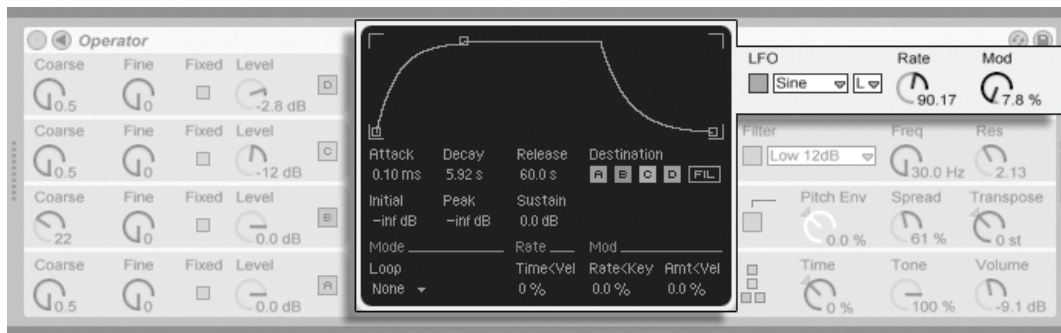 Operator
Coarse Fine Fixed Level
0.5 0 -2.8 dB D
Coarse Fine Fixed Level
0.5 0 -12 dB C
Coarse Fine Fixed Level
22 0 0.0 dB B
Coarse Fine Fixed Level
0.5 0 0.0 dB A
Attack Decay Release Destination
0.10 ms 5.92 s 60.0 s A B C D FIL
Initial Peak Sustain
-inf dB -inf dB 0.0 dB
Mode Rate Mod
Loop Time<Vel Rate<Key Amt<Vel
None 0 % 0.0 % 0.0 %
LFO Rate Mod
Sine L 90.17 7.8 %
Filter Freq Res
Low 12dB 30.0 Hz 2.13
Pitch Env Spread Transpose
0.0 % 61 % 0 st
Time Tone Volume
0 % 100 % -9.1 dB